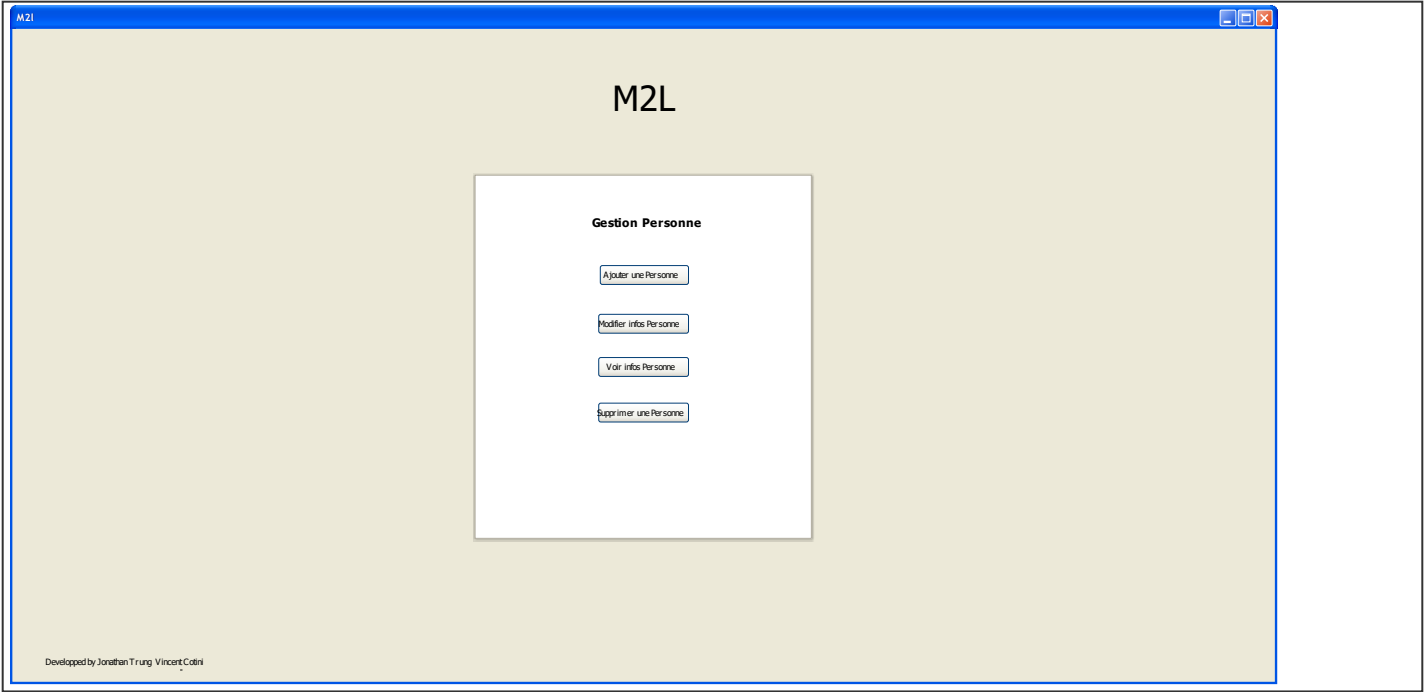 M2l
M2L
Gestion Personne
Ajouter une Personne
Modifier infos Personne
Voir infos Personne
Supprimer une Personne
Developped by Jonathan Trung Vincent Cotini